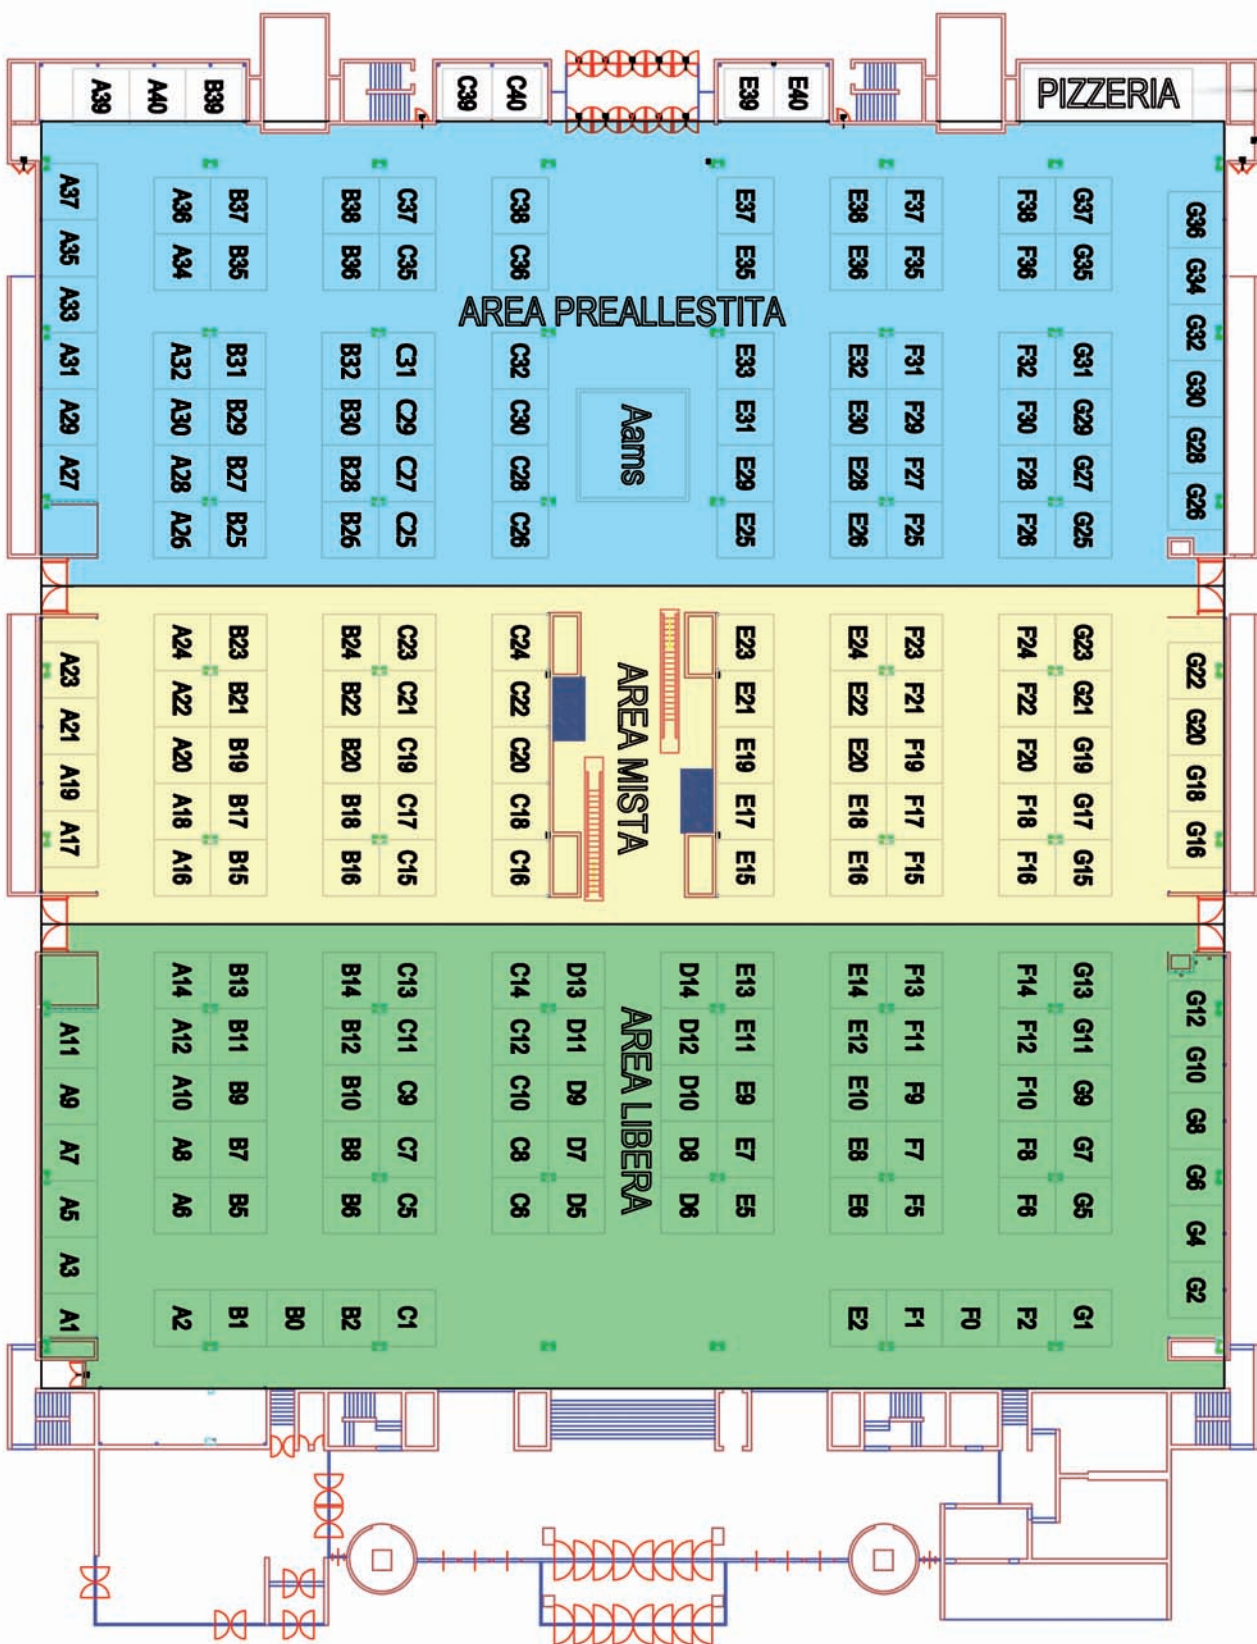 A39 A40 B39 C39 C40 E39 E40 PIZZERIA
A37 A36 B37 B38 C37 C38 E37 E38 F37 F38 G37 G36
A35 A34 B35 B36 C35 C36 E35 E36 F35 F36 G35 G34
AREA PREALLESTITA
A33 G32
A31 A32 B31 B32 C31 C32 E33 E32 F31 F32 G31 G30
A29 A30 B29 B30 C29 C30 Aams E31 E30 F29 F30 G29 G28
A27 A28 B27 B28 C27 C28 E29 E28 F27 F28 G27 G26
A26 B25 B26 C25 C26 E25 E26 F25 F26 G25
A24 B23 B24 C23 C24 E23 E24 F23 F24 G23
A23 A22 B21 B22 C21 C22 E21 E22 F21 F22 G21 G22
AREA MISTA
A21 A20 B19 B20 C19 C20 E19 E20 F19 F20 G19 G20
A19 A18 B17 B18 C17 C18 E17 E18 F17 F18 G17 G18
A17 A16 B15 B16 C15 C16 E15 E16 F15 F16 G15 G16
A14 B13 B14 C13 C14 D13 D14 E13 E14 F13 F14 G13 G12
A11 A12 B11 B12 C11 C12 D11 D12 E11 E12 F11 F12 G11 G10
AREA LIBERA
A9 A10 B9 B10 C9 C10 D9 D10 E9 E10 F9 F10 G9 G8
A7 A8 B7 B8 C7 C8 D7 D8 E7 E8 F7 F8 G7 G6
A5 A6 B5 B6 C5 C6 D5 D6 E5 E6 F5 F6 G5 G4
A3 G2
A1 A2 B1 B0 B2 C1 E2 F1 F0 F2 G1